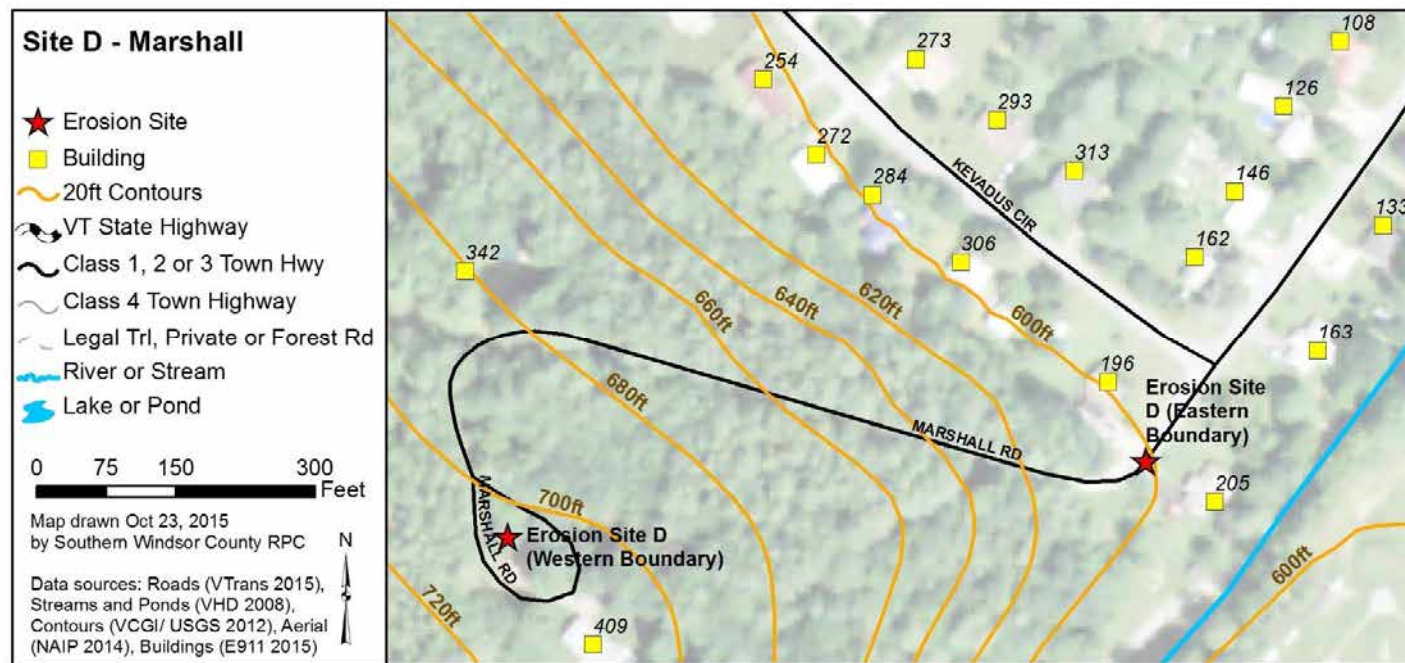 Site D - Marshall
Erosion Site
Building
20ft Contours
VT State Highway
Class 1, 2 or 3 Town Hwy
Class 4 Town Highway
Legal Trl, Private or Forest Rd
River or Stream
Lake or Pond
0 75 150 300
Feet
Map drawn Oct 23, 2015
by Southern Windsor County RPC
N
Data sources: Roads (VTrans 2015),
Streams and Ponds (VHD 2008),
Contours (VCGI/ USGS 2012), Aerial
(NAIP 2014), Buildings (E911 2015)
108
273
254
126
293
272
313
146
284
KEVADUS CIR
133
306
162
342
620ft
640ft
660ft
600ft
163
196
680ft
Erosion Site
D (Eastern
Boundary)
MARSHALL RD
205
700ft
MARSHALL RD
Erosion Site D
(Western Boundary)
600ft
720ft
409